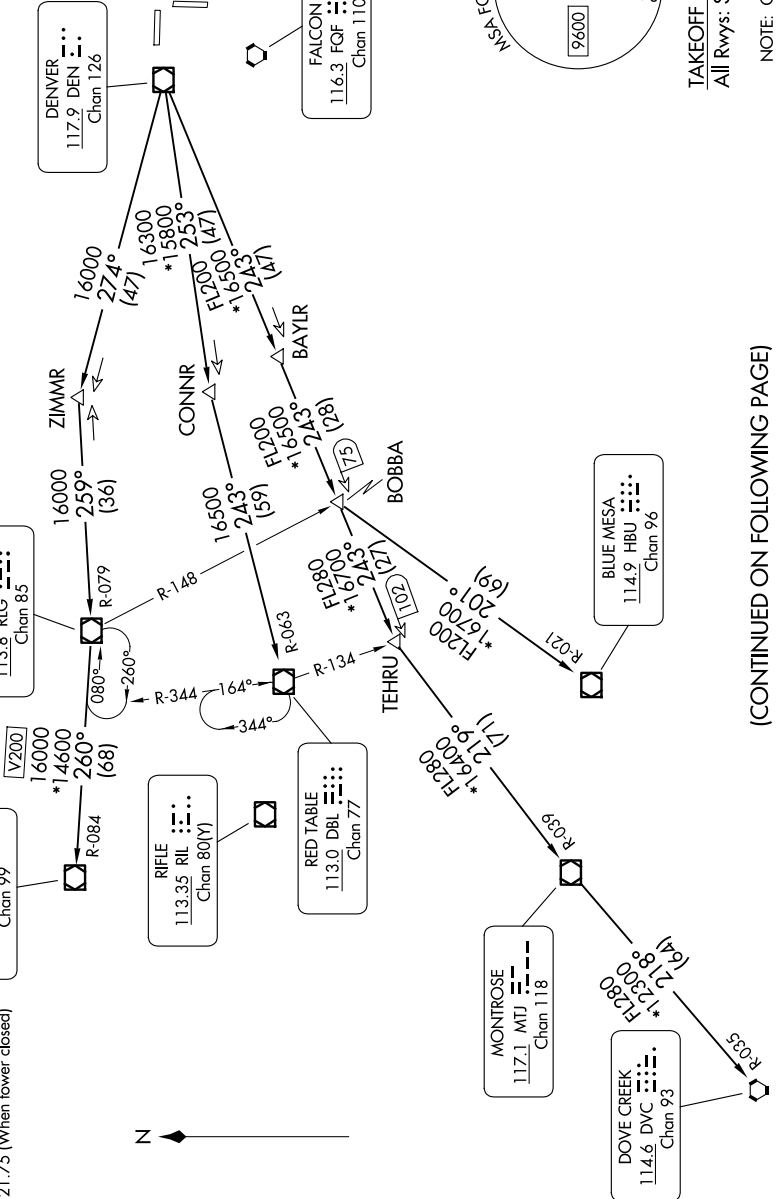 DENVER
117.9 DEN
Chan 126
FALCON
116.3 FQF
Chan 110
MSA FO
9600
TAKEOFF
All Rwys: S
NOTE:
16000
274°
(47)
16300
*15800
253°
(47)
FL200
*16500
243°
(47)
ZIMMR
CONNR
BAYLR
16000
259°
(36)
16500
243°
(59)
FL200
*16500
243°
(28)
75
BOBBA
R-079
R-148
113.8 RLG
Chan 85
080°
260°
R-344
164°
344°
R-063
R-134
FL280
*16700
243°
(27)
102
TEHRU
FL200
*16700
201°
(69)
R-021
BLUE MESA
114.9 HBU
Chan 96
V200
16000
*14600
260°
(68)
R-084
Chan 99
RIFLE
113.35 RIL
Chan 80(Y)
RED TABLE
113.0 DBL
Chan 77
FL280
*16400
219°
(71)
R-039
MONTROSE
117.1 MTJ
Chan 118
FL280
*12300
218°
(64)
R-035
DOVE CREEK
114.6 DVC
Chan 93
N
21.75 (When tower closed)
(CONTINUED ON FOLLOWING PAGE)